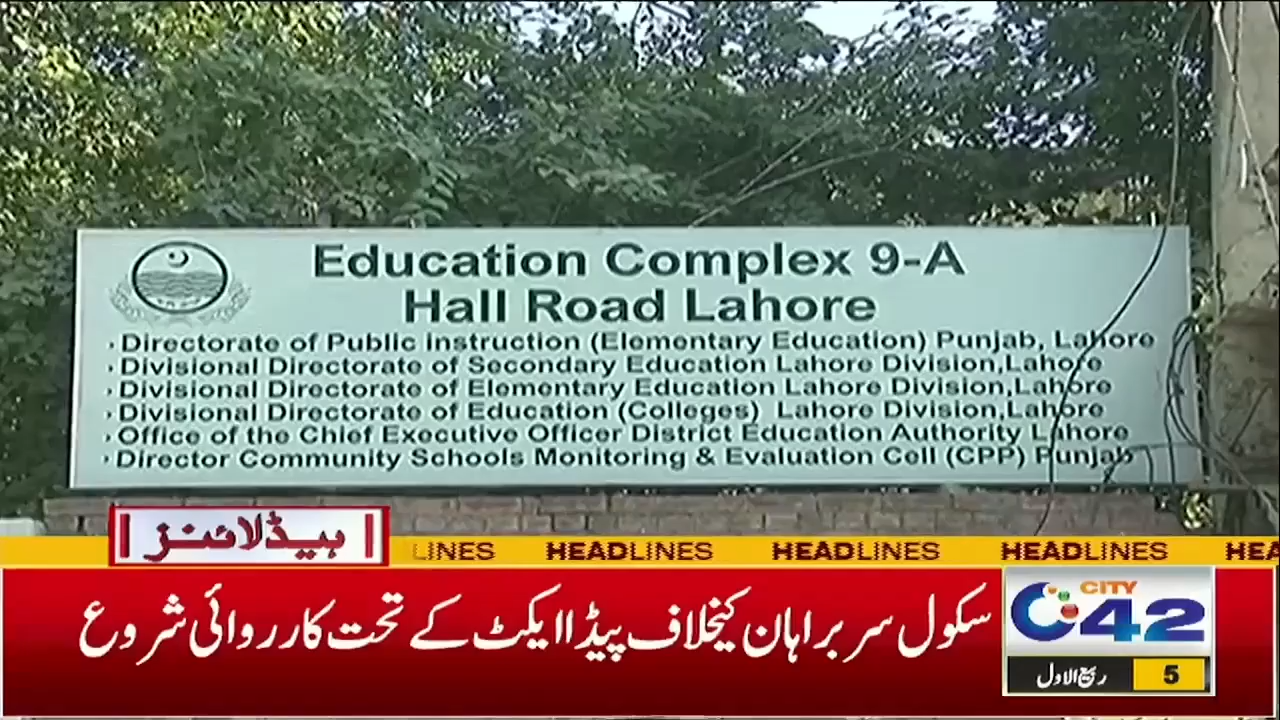 Education Complex 9-A
Hall Road Lahore
Directorate of Public instruction (Elementary Education) Punjab, Lahore
Divisional Directorate of Secondary Education Lahore Division,Lahore
Divisional Directorate of Elementary Education Lahore Division,Lahore
Divisional Directorate of Education (Colleges) Lahore Division,Lahore
Office of the Chief Executive Officer District Education Authority Lahore
Director Community Schools Monitoring & Evaluation Cell (CPP) Punjab
ہیڈلائنز
LINES HEADLINES HEADLINES HEADLINES HEA
سکول سربراہان کیخلاف پیڈا ایکٹ کے تحت کارروائی شروع
CITY
42
5 ربیع الاول